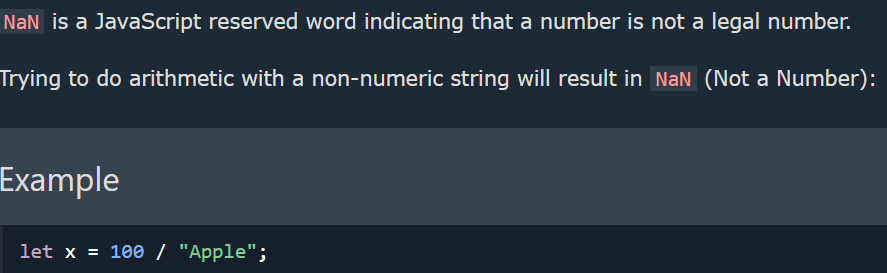 NaN is a JavaScript reserved word indicating that a number is not a legal number.
Trying to do arithmetic with a non-numeric string will result in NaN (Not a Number):
Example
let x = 100 / "Apple";